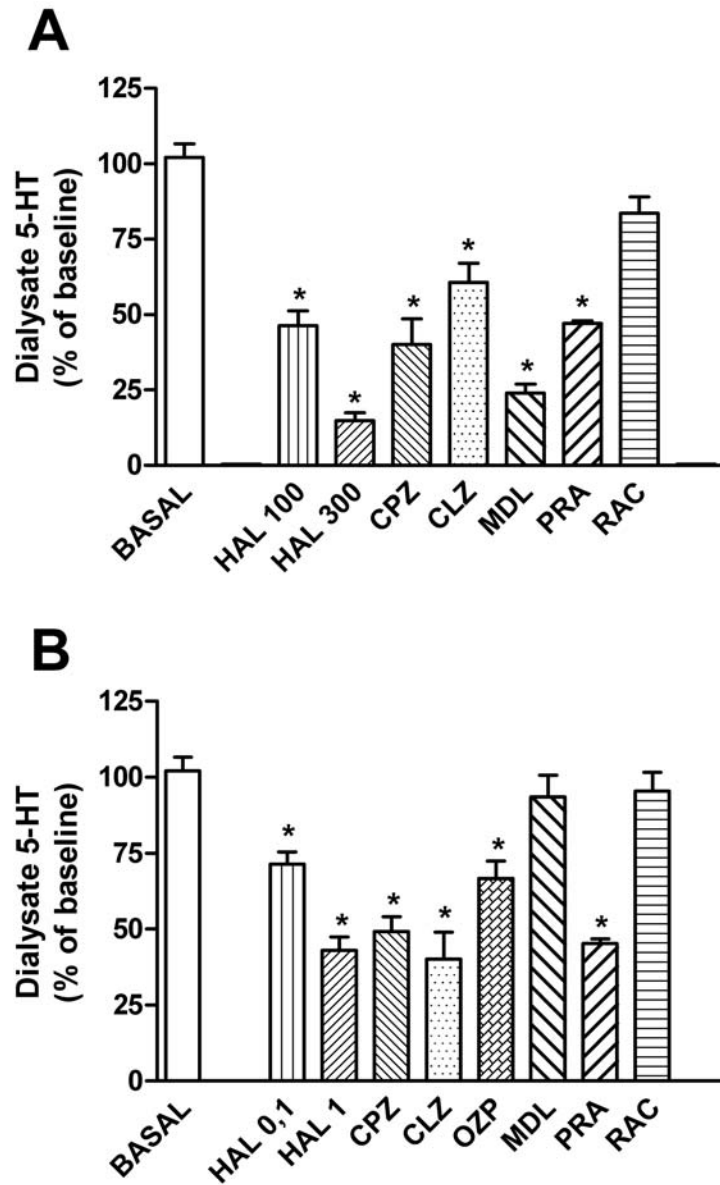 A
Dialysate 5-HT
(% of baseline)
125
100
75
50
25
0
* * * * * *
BASAL
HAL 100
HAL 300
CPZ
CLZ
MDL
PRA
RAC
B
Dialysate 5-HT
(% of baseline)
125
100
75
50
25
0
* * * * * *
BASAL
HAL 0,1
HAL 1
CPZ
CLZ
OZP
MDL
PRA
RAC